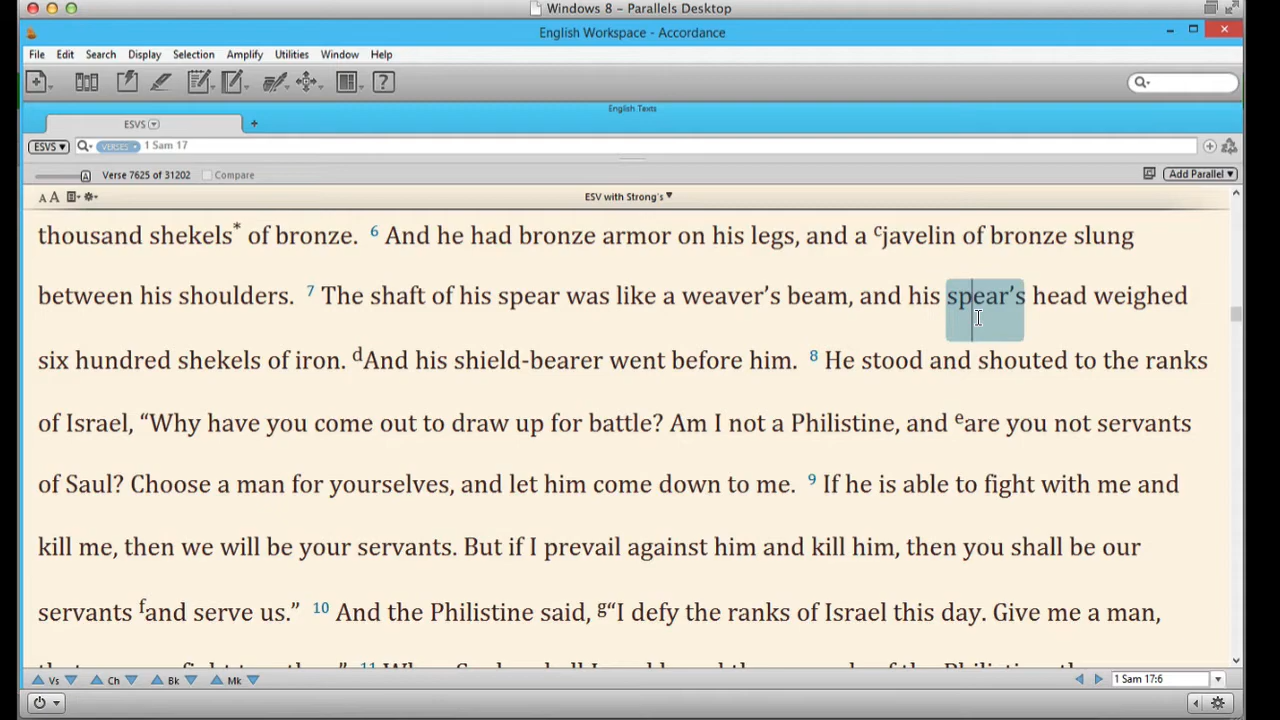 Windows 8 – Parallels Desktop
English Workspace - Accordance
File Edit Search Display Selection Amplify Utilities Window Help
English Texts
ESVS
ESVS VERSES 1 Sam 17
A Verse 7625 of 31202 Compare Add Parallel
A A ESV with Strong's
thousand shekels* of bronze. 6 And he had bronze armor on his legs, and a cjavelin of bronze slung
between his shoulders. 7 The shaft of his spear was like a weaver’s beam, and his spear’s head weighed
six hundred shekels of iron. dAnd his shield-bearer went before him. 8 He stood and shouted to the ranks
of Israel, “Why have you come out to draw up for battle? Am I not a Philistine, and eare you not servants
of Saul? Choose a man for yourselves, and let him come down to me. 9 If he is able to fight with me and
kill me, then we will be your servants. But if I prevail against him and kill him, then you shall be our
servants fand serve us.” 10 And the Philistine said, g“I defy the ranks of Israel this day. Give me a man,
Vs Ch Bk Mk 1 Sam 17:6